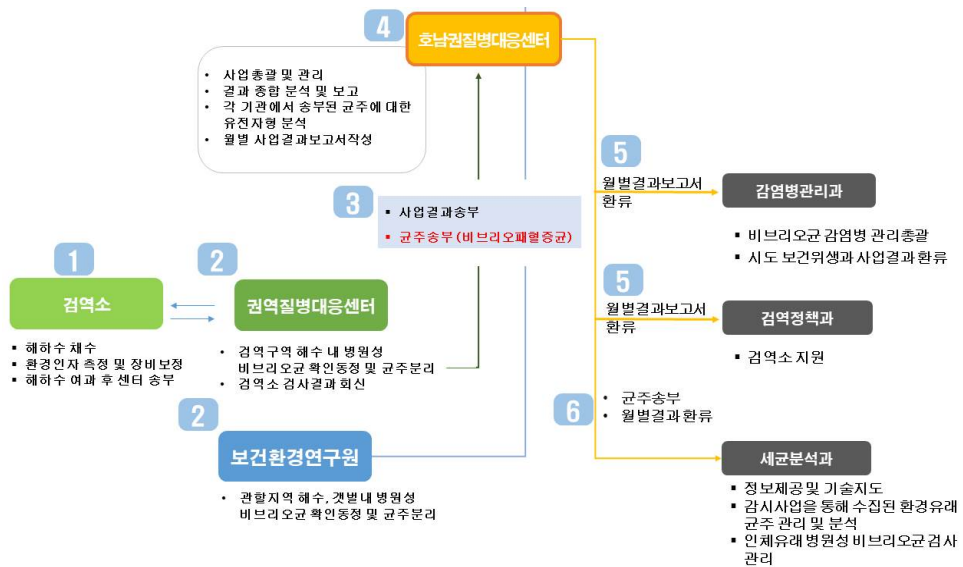 4
호남권질병대응센터
• 사업총괄 및 관리
• 결과 종합 분석 및 보고
• 각 기관에서 송부된 균주에 대한
유전자형 분석
• 월별 사업결과보고서작성
3
▪ 사업결과송부
▪ 균주송부 (비브리오패혈증균)
1
검역소
▪ 해하수 채수
▪ 환경인자 측정 및 장비보정
▪ 해하수 여과 후 센터 송부
2
권역질병대응센터
• 검역구역 해수 내 병원성
비브리오균 확인동정 및 균주분리
• 검역소 검사결과 회신
2
보건환경연구원
• 관할지역 해수, 갯벌내 병원성
비브리오균 확인동정 및 균주분리
5
월별결과보고서
환류
감염병관리과
▪ 비브리오균 감염병 관리총괄
▪ 시도 보건위생과 사업결과 환류
5
월별결과보고서
환류
검역정책과
▪ 검역소 지원
6
• 균주송부
• 월별결과 환류
세균분석과
▪ 정보제공 및 기술지도
▪ 감시사업을 통해 수집된 환경유래
균주 관리 및 분석
▪ 인체유래 병원성 비브리오균 검사
관리